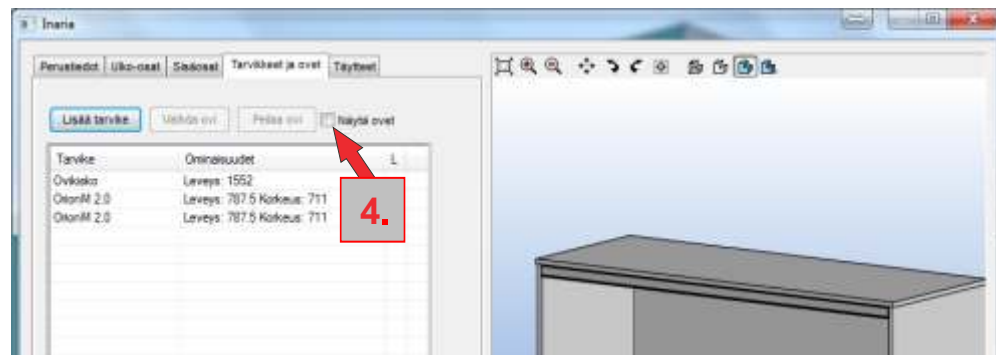 Inaria
Perustiedot Ulko-osat Sisäosat Tarvikkeet ja ovet Täytteet
Lisää tarvike Vaihda ovi Peilaa ovi Näytä ovet
Tarvike Ominaisuudet L
Ovikisko Leveys: 1552
OrionM 2.0 Leveys: 787.5 Korkeus: 711
OrionM 2.0 Leveys: 787.5 Korkeus: 711
4.